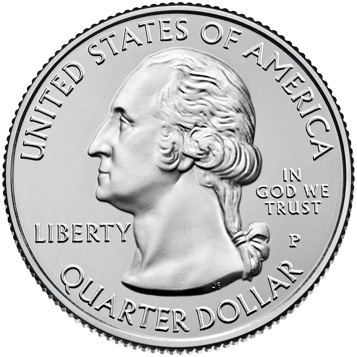 UNITED STATES OF AMERICA
LIBERTY
IN
GOD WE
TRUST
P
QUARTER DOLLAR